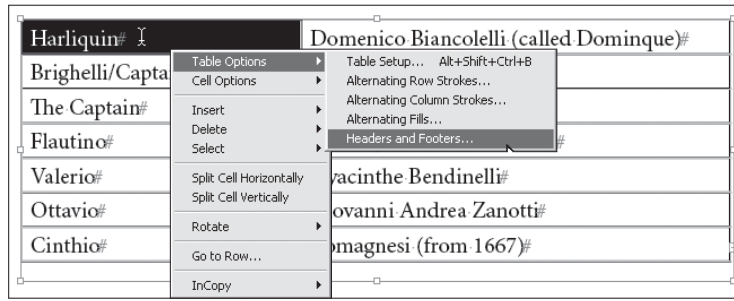 Harliquin# Domenico·Biancolelli·(called·Dominque)#
Brighelli/Capta
The·Captain#
Flautino# #
Valerio# yacinthe·Bendinelli#
Ottavio# ovanni·Andrea·Zanotti#
Cinthio# omagnesi·(from·1667)#
Table Options
Cell Options
Insert
Delete
Select
Split Cell Horizontally
Split Cell Vertically
Rotate
Go to Row...
InCopy
Table Setup... Alt+Shift+Ctrl+B
Alternating Row Strokes...
Alternating Column Strokes...
Alternating Fills...
Headers and Footers...